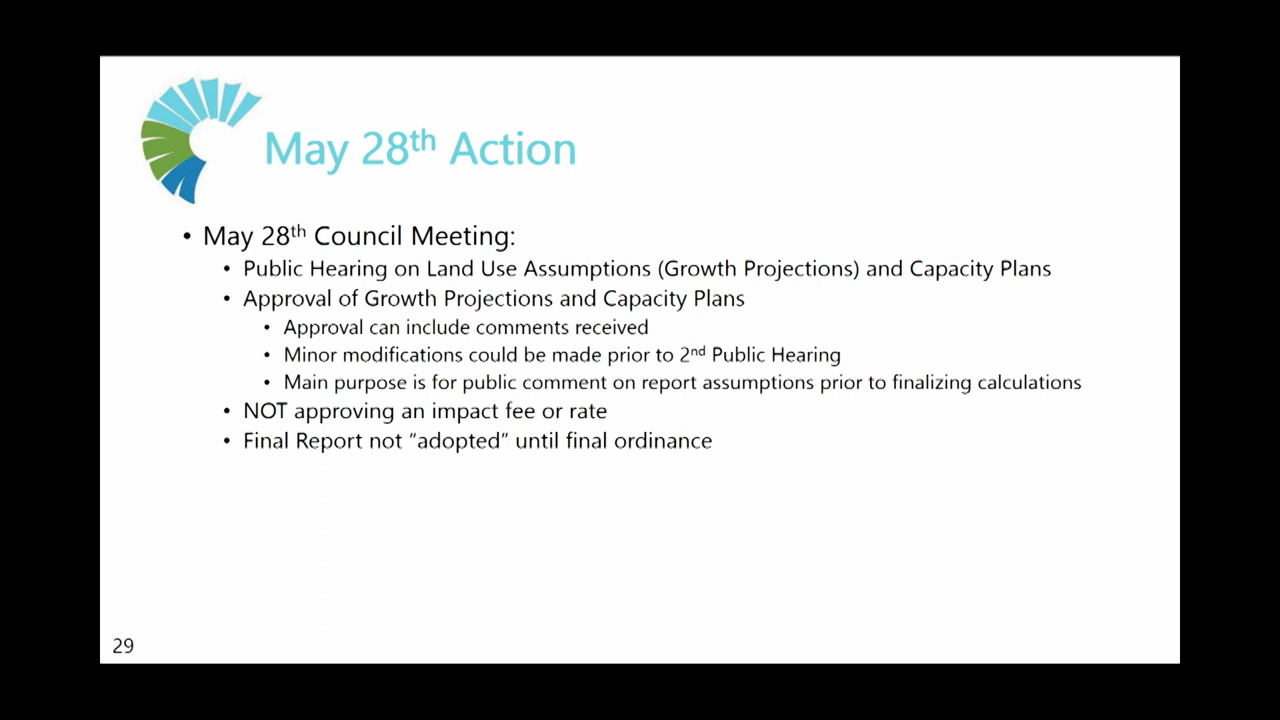 May 28th Action
• May 28th Council Meeting:
• Public Hearing on Land Use Assumptions (Growth Projections) and Capacity Plans
• Approval of Growth Projections and Capacity Plans
• Approval can include comments received
• Minor modifications could be made prior to 2nd Public Hearing
• Main purpose is for public comment on report assumptions prior to finalizing calculations
• NOT approving an impact fee or rate
• Final Report not “adopted” until final ordinance
29